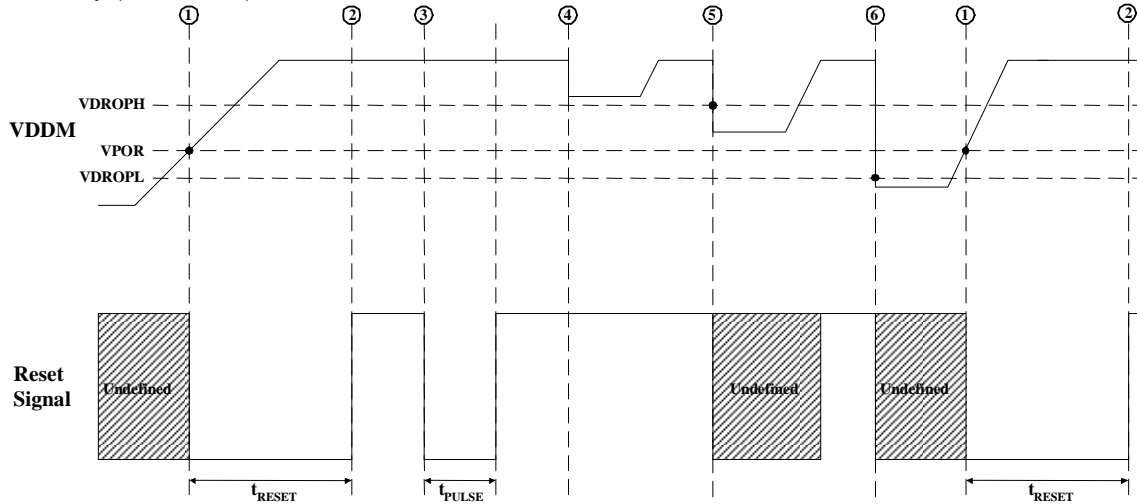 ① ② ③ ④ ⑤ ⑥ ① ②
VDROPH
VDDM
VPOR
VDROPL
Reset
Signal
Undefined Undefined Undefined
tRESET tPULSE tRESET